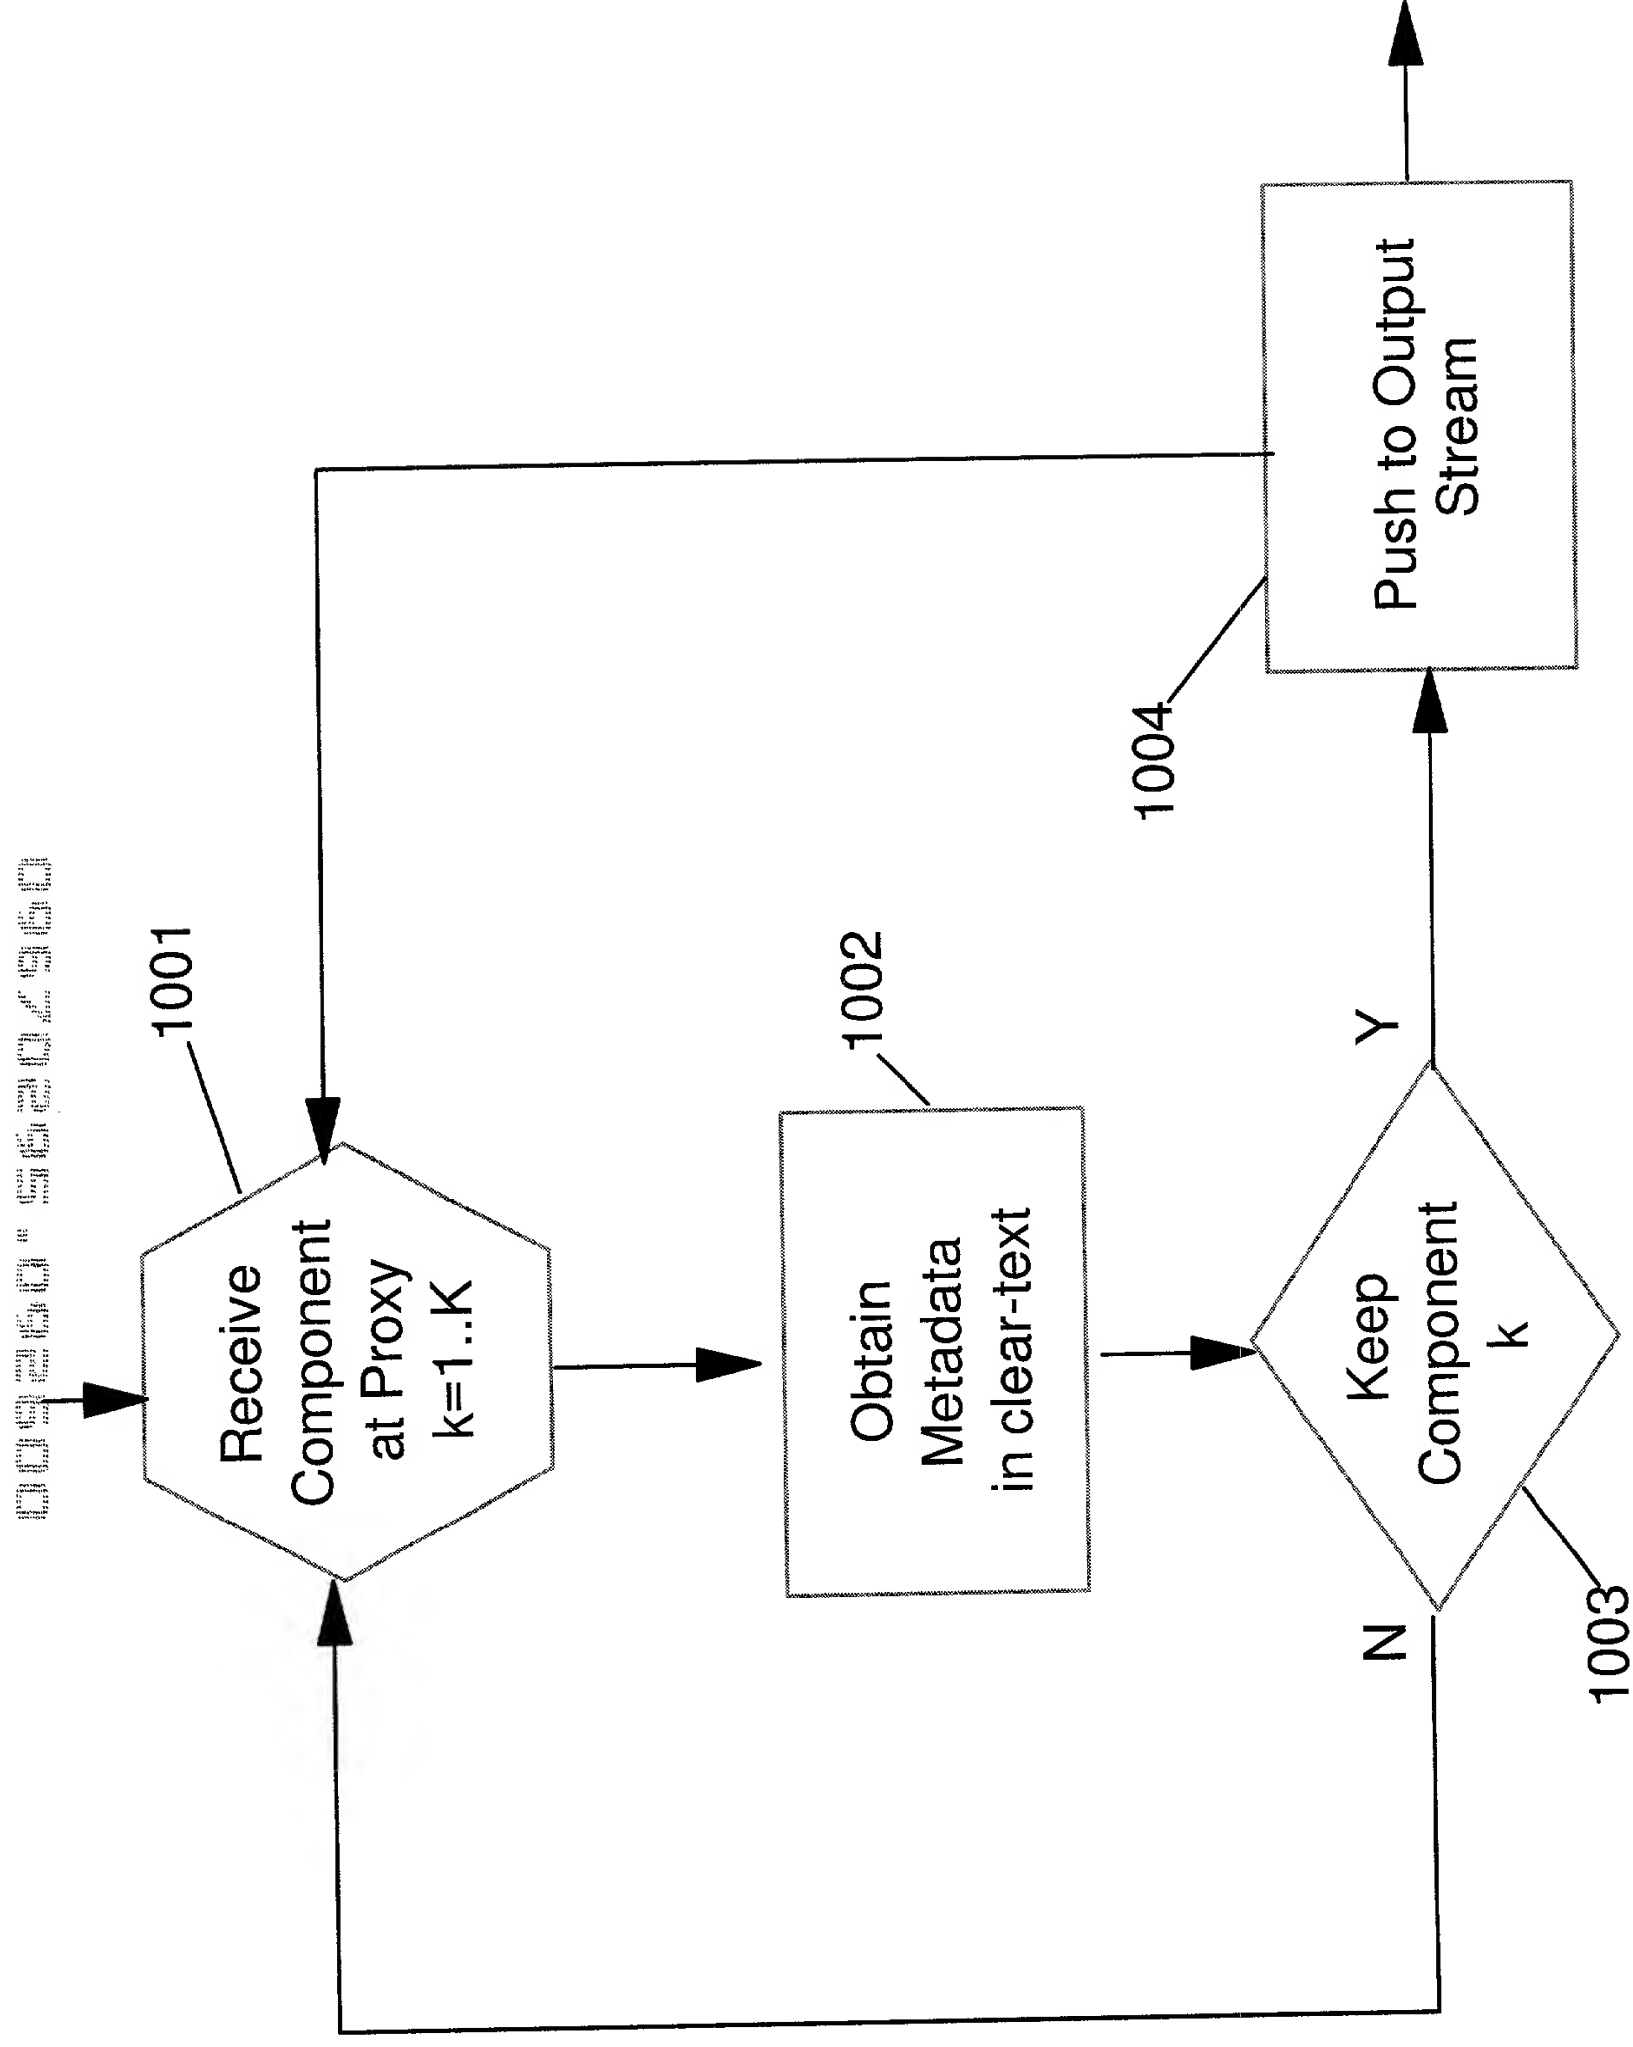 1001
Receive
Component
at Proxy
k=1..K
1002
Obtain
Metadata
in clear-text
Keep
Component
k
1003
N
Y
1004
Push to Output
Stream